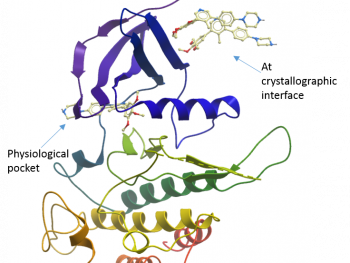 At
crystallographic
interface
Physiological
pocket